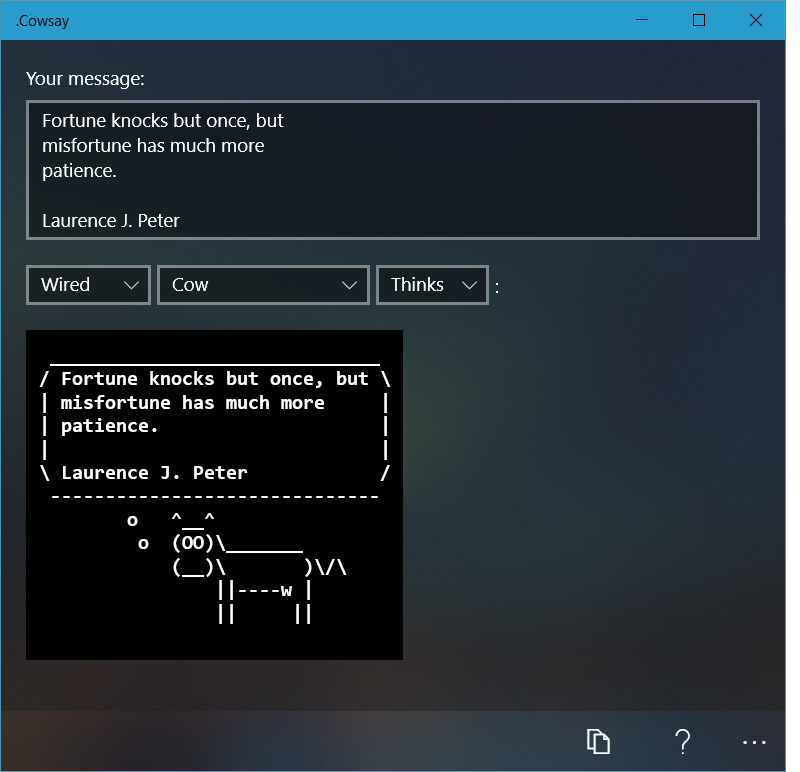 .Cowsay
Your message:
Fortune knocks but once, but
misfortune has much more
patience.

Laurence J. Peter
Wired Cow Thinks :
 ______________________________
/ Fortune knocks but once, but \
| misfortune has much more     |
| patience.                    |
|                              |
\ Laurence J. Peter            /
 ------------------------------
        o   ^__^
         o  (OO)\_______
            (__)\       )\/\
                ||----w |
                ||     ||
?
...